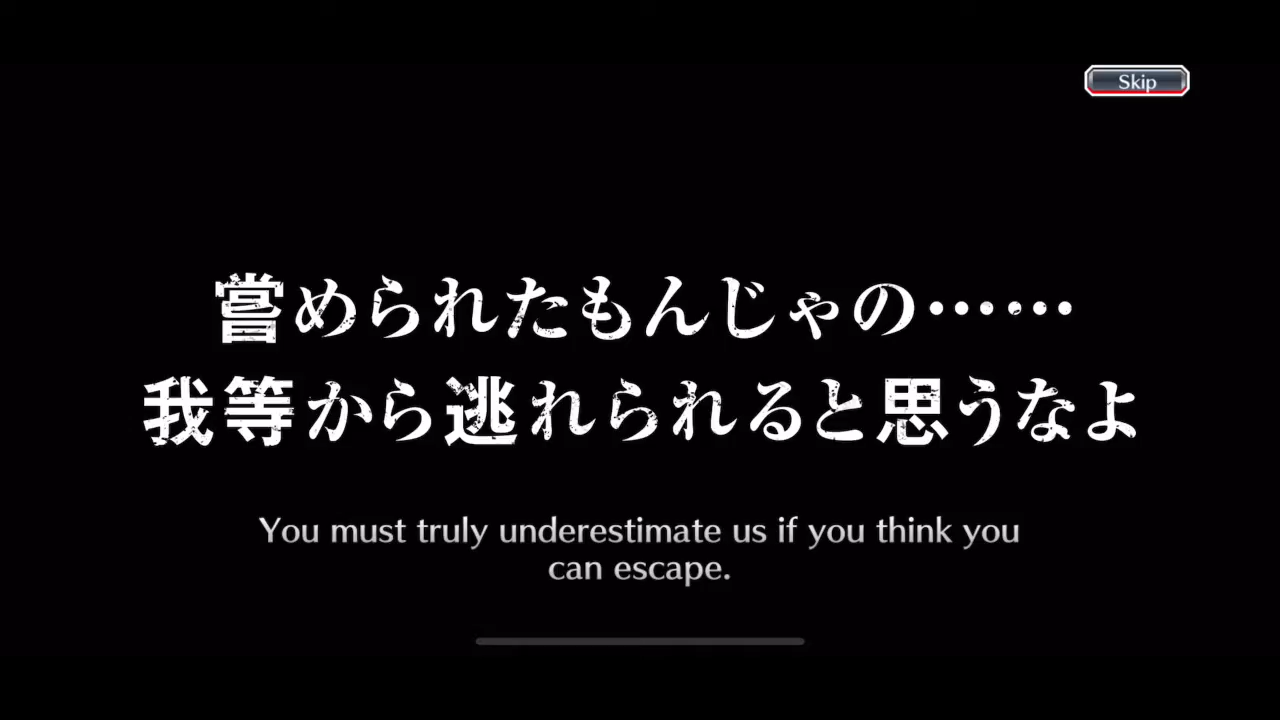 Skip
嘗められたもんじゃの……
我等から逃れられると思うなよ
You must truly underestimate us if you think you
can escape.